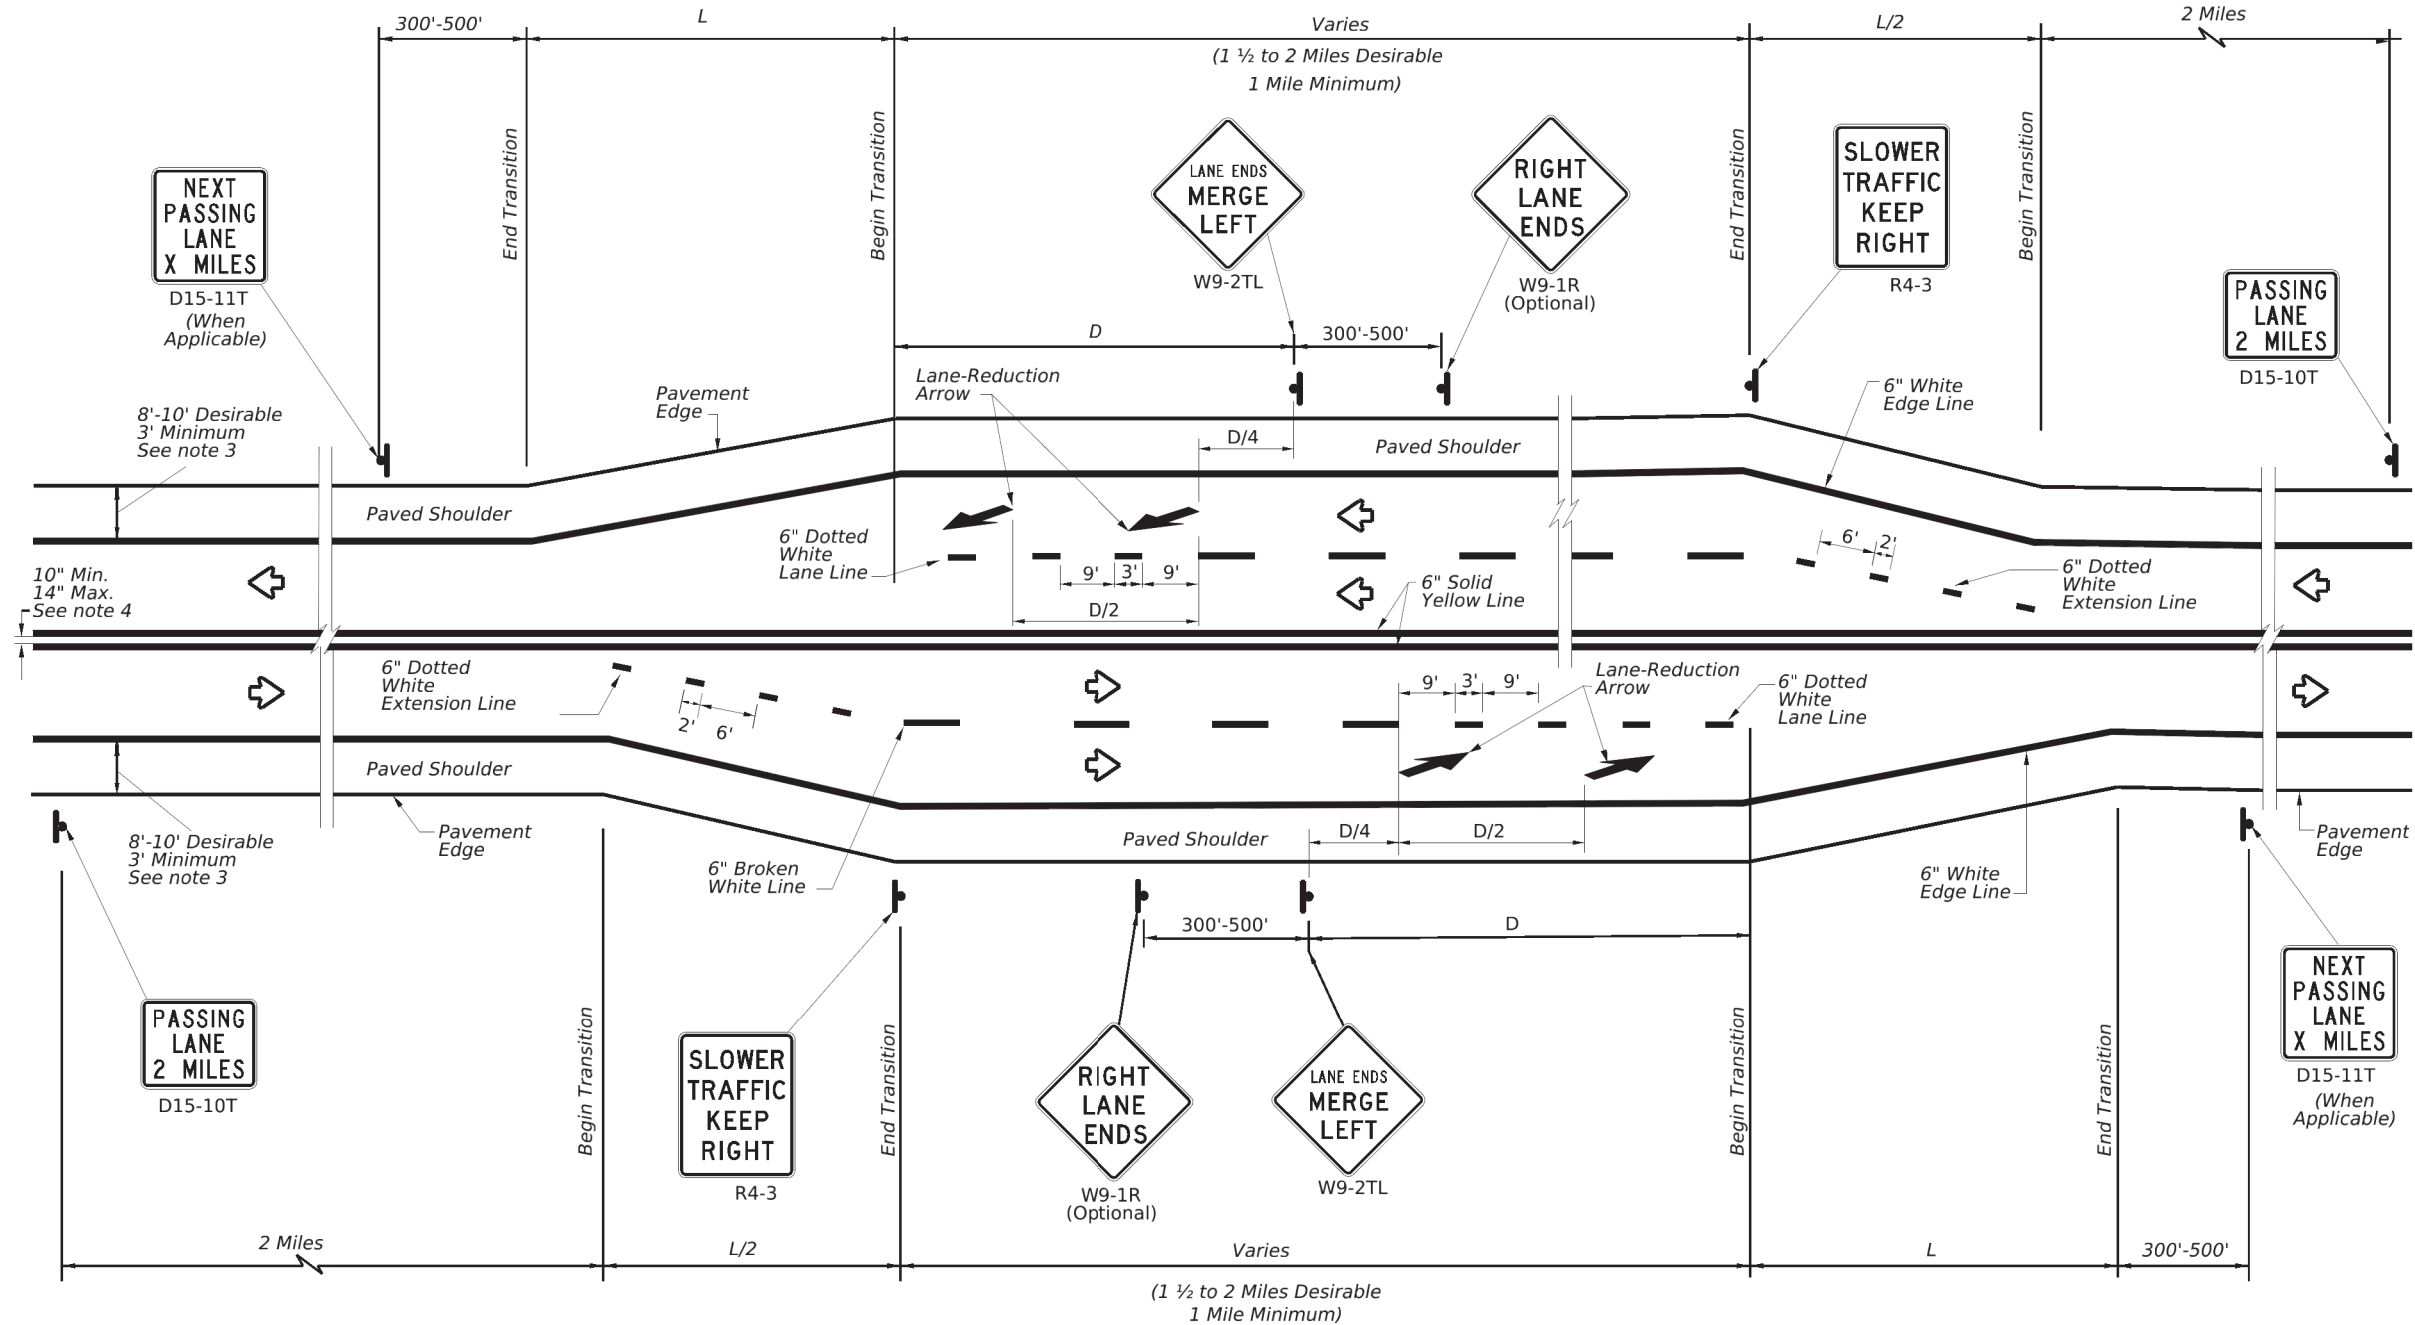 300'-500'
L
Varies
(1 ½ to 2 Miles Desirable
1 Mile Minimum)
L/2
2 Miles
End Transition
Begin Transition
End Transition
Begin Transition
NEXT
PASSING
LANE
X MILES
D15-11T
(When
Applicable)
LANE ENDS
MERGE
LEFT
W9-2TL
RIGHT
LANE
ENDS
W9-1R
(Optional)
SLOWER
TRAFFIC
KEEP
RIGHT
R4-3
PASSING
LANE
2 MILES
D15-10T
D
300'-500'
8'-10' Desirable
3' Minimum
See note 3
Pavement
Edge
Lane-Reduction
Arrow
D/4
Paved Shoulder
6" White
Edge Line
Paved Shoulder
6" Dotted
White
Lane Line
9'
3'
9'
D/2
6'
2'
6" Dotted
White
Extension Line
10" Min.
14" Max.
See note 4
6" Solid
Yellow Line
6" Dotted
White
Extension Line
2'
6'
9'
3'
9'
Lane-Reduction
Arrow
6" Dotted
White
Lane Line
Paved Shoulder
8'-10' Desirable
3' Minimum
See note 3
Pavement
Edge
6" Broken
White Line
Paved Shoulder
D/4
D/2
6" White
Edge Line
Pavement
Edge
300'-500'
D
PASSING
LANE
2 MILES
D15-10T
Begin Transition
SLOWER
TRAFFIC
KEEP
RIGHT
R4-3
End Transition
RIGHT
LANE
ENDS
W9-1R
(Optional)
LANE ENDS
MERGE
LEFT
W9-2TL
Begin Transition
End Transition
NEXT
PASSING
LANE
X MILES
D15-11T
(When
Applicable)
2 Miles
L/2
Varies
(1 ½ to 2 Miles Desirable
1 Mile Minimum)
L
300'-500'